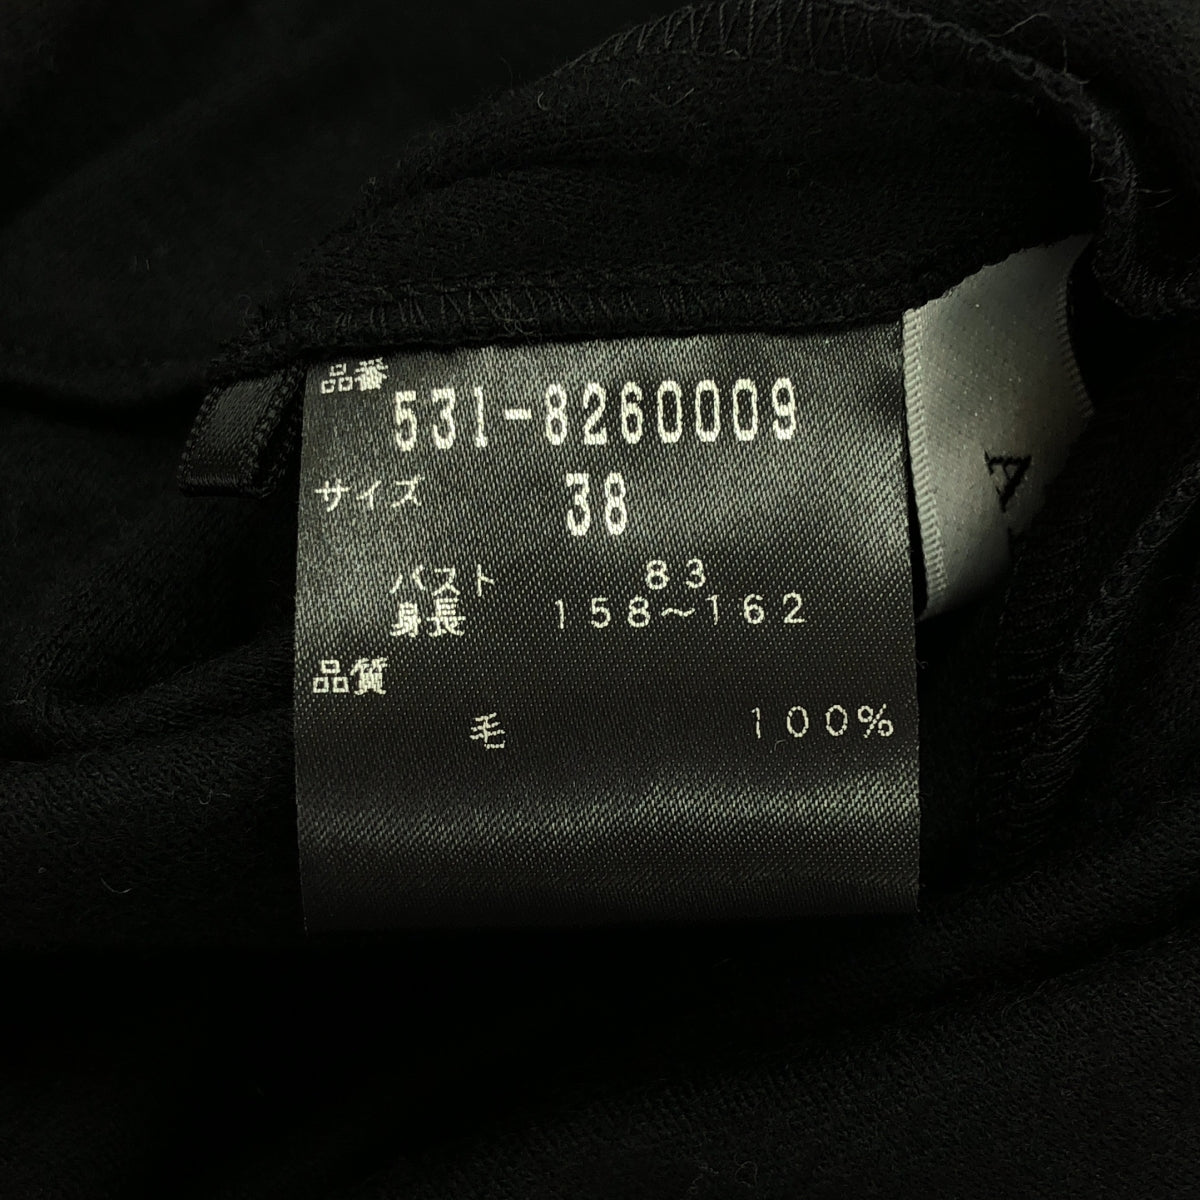 品番
531-8260009
サイズ 38
バスト 83
身長 158～162
品質
毛 100%
A